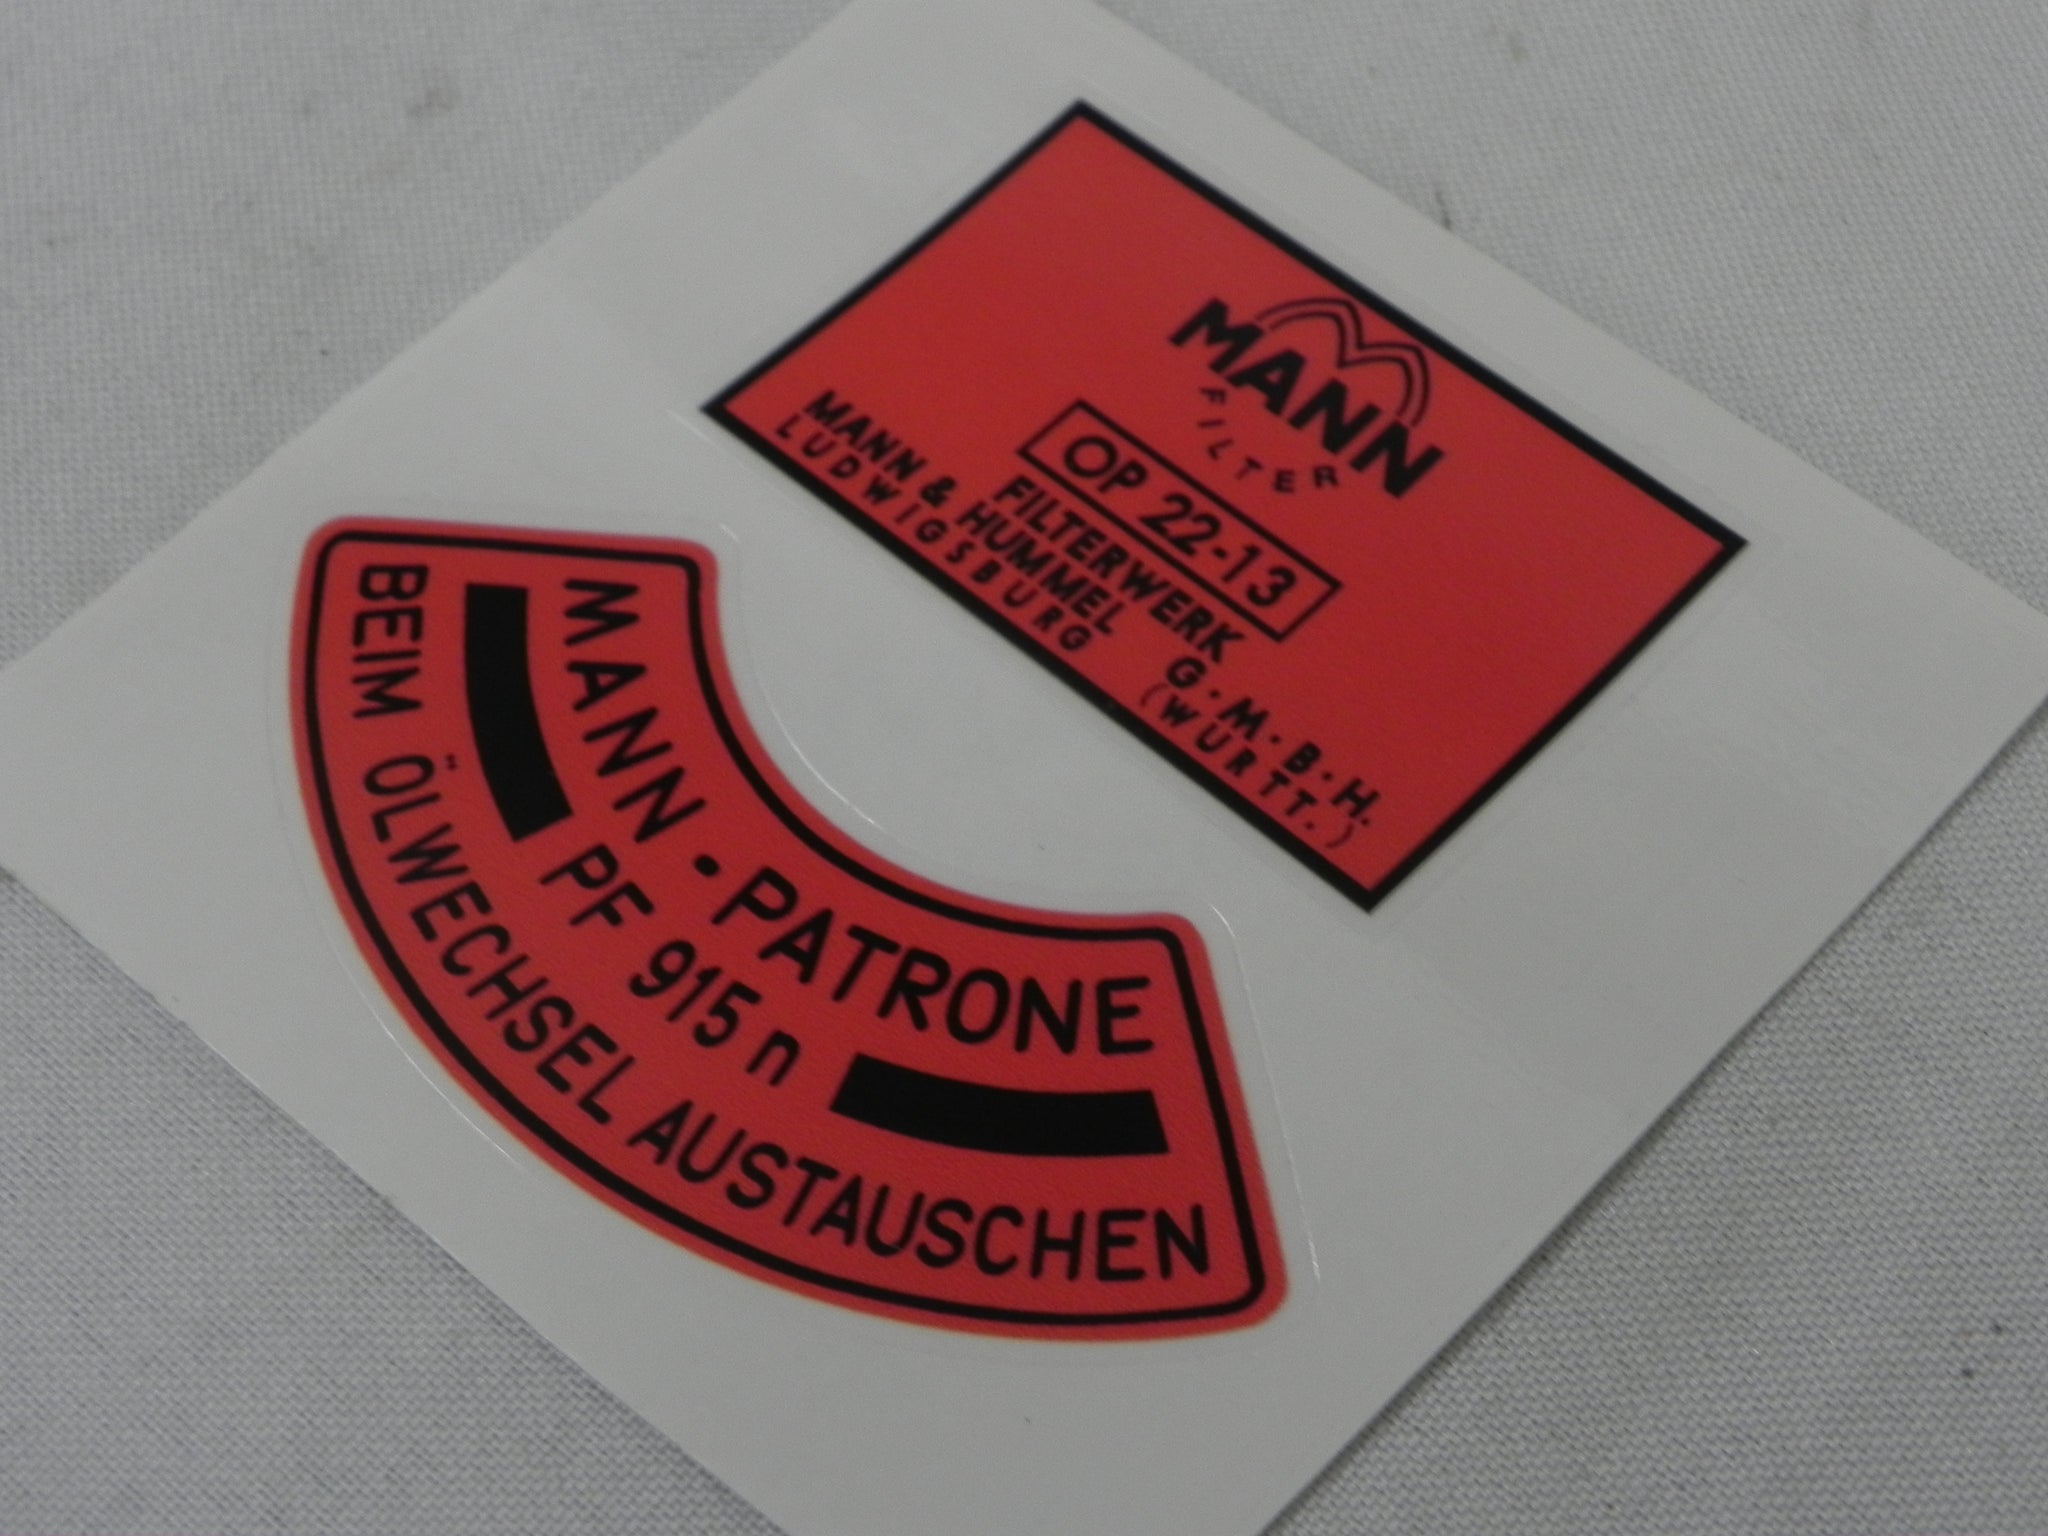 MANN
FILTER
OP 22-13
FILTERWERK
MANN & HUMMEL G·M·B·H.
LUDWIGSBURG (WÜRTT.)
MANN·PATRONE
PF 915 n
BEIM ÖLWECHSEL AUSTAUSCHEN